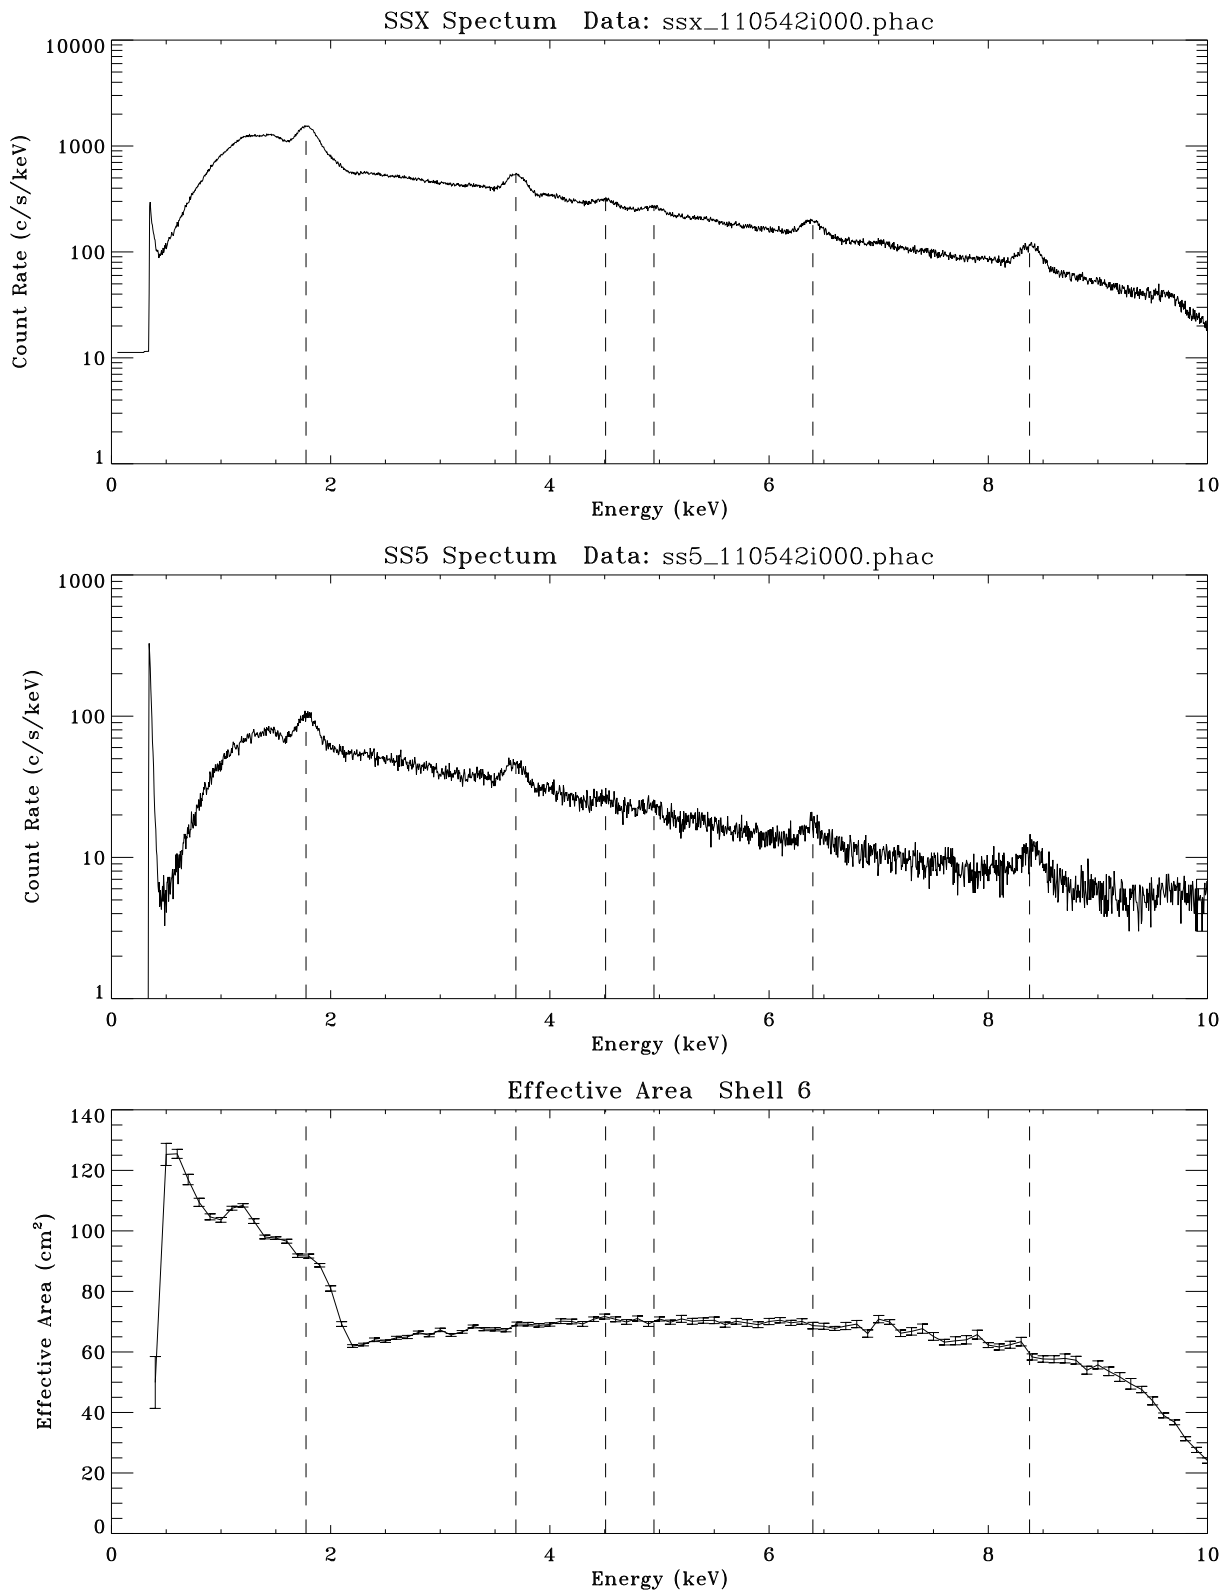 SSX Spectum Data: ssx_110542i000.phac
10000
1000
100
10
1
Count Rate (c/s/keV)
0 2 4 6 8 10
Energy (keV)
SS5 Spectum Data: ss5_110542i000.phac
1000
100
10
1
Count Rate (c/s/keV)
0 2 4 6 8 10
Energy (keV)
Effective Area Shell 6
140
120
100
80
60
40
20
0
Effective Area (cm²)
0 2 4 6 8 10
Energy (keV)